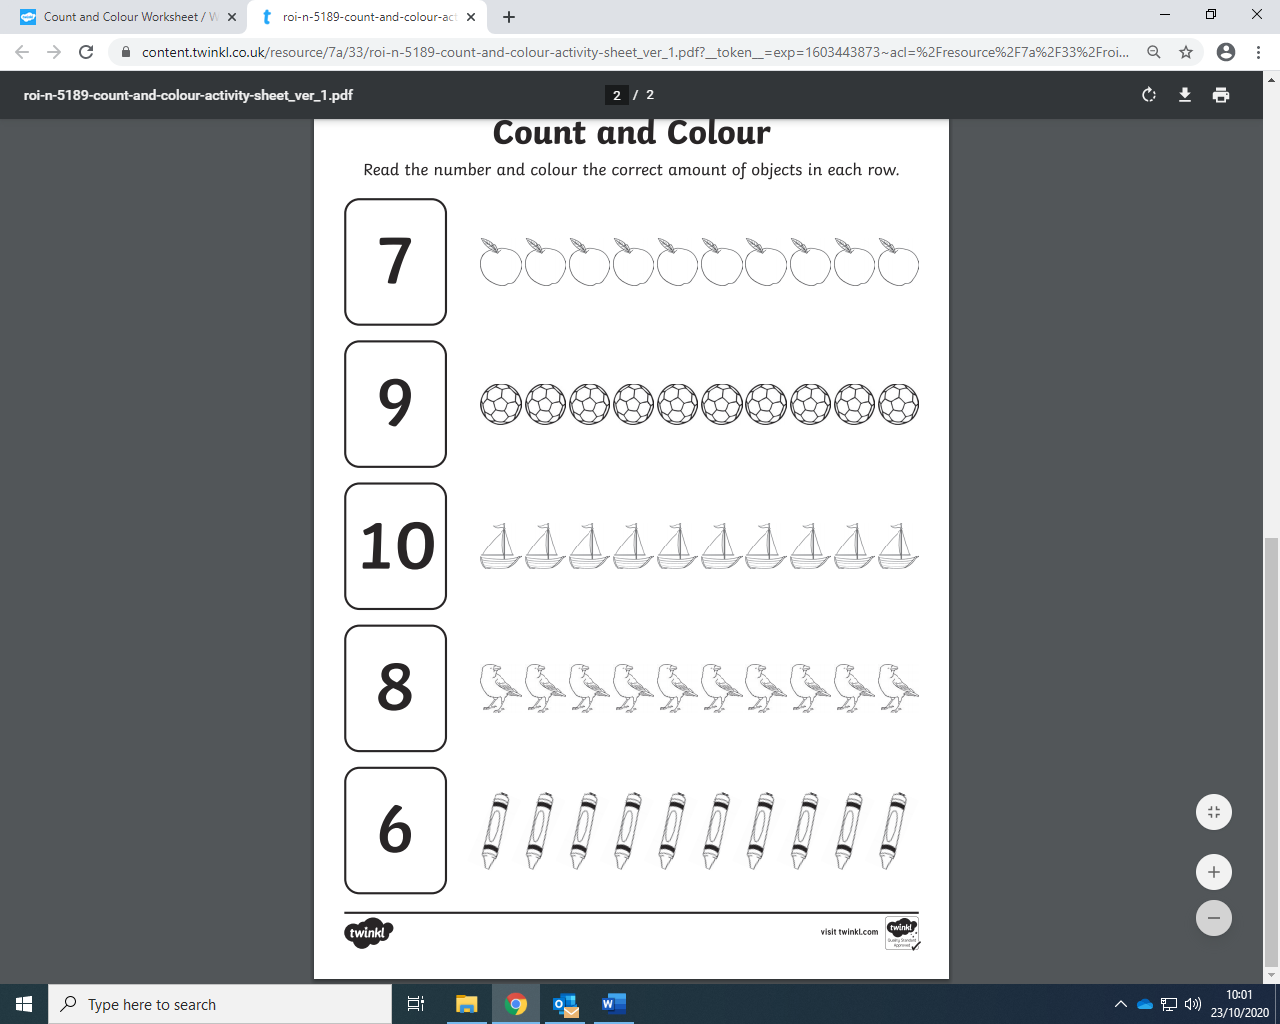 Count and Colour Worksheet / W
roi-n-5189-count-and-colour-act
content.twinkl.co.uk/resource/7a/33/roi-n-5189-count-and-colour-activity-sheet_ver_1.pdf?__token__=exp=1603443873~acl=%2Fresource%2F7a%2F33%2Froi...
roi-n-5189-count-and-colour-activity-sheet_ver_1.pdf
2 / 2
Count and Colour
Read the number and colour the correct amount of objects in each row.
7
9
10
8
6
twinkl
visit twinkl.com
twinkl
Quality Standard
Approved
Type here to search
10:01
23/10/2020